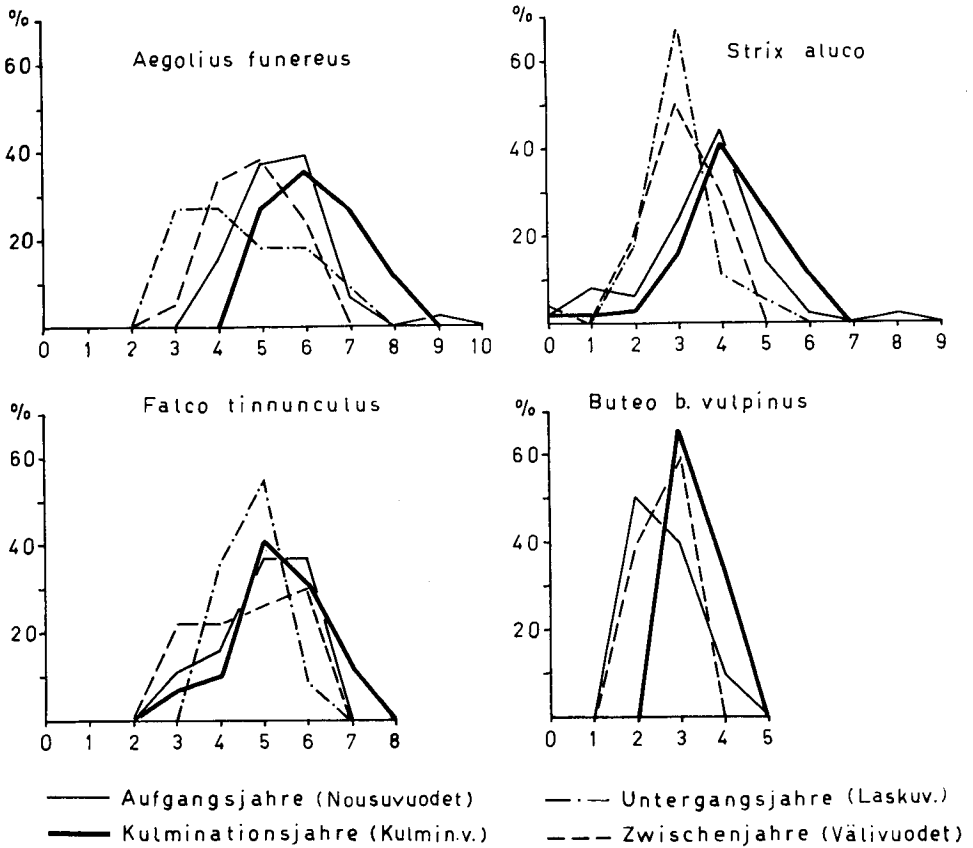 %
60
40
20
0 1 2 3 4 5 6 7 8 9 10
Aegolius funereus
%
60
40
20
0 1 2 3 4 5 6 7 8 9
Strix aluco
%
60
40
20
0 1 2 3 4 5 6 7 8
Falco tinnunculus
%
60
40
20
0 1 2 3 4 5
Buteo b. vulpinus
Aufgangsjahre (Nousuvuodet)
Kulminationsjahre (Kulmin.v.)
Untergangsjahre (Laskuv.)
Zwischenjahre (Välivuodet)